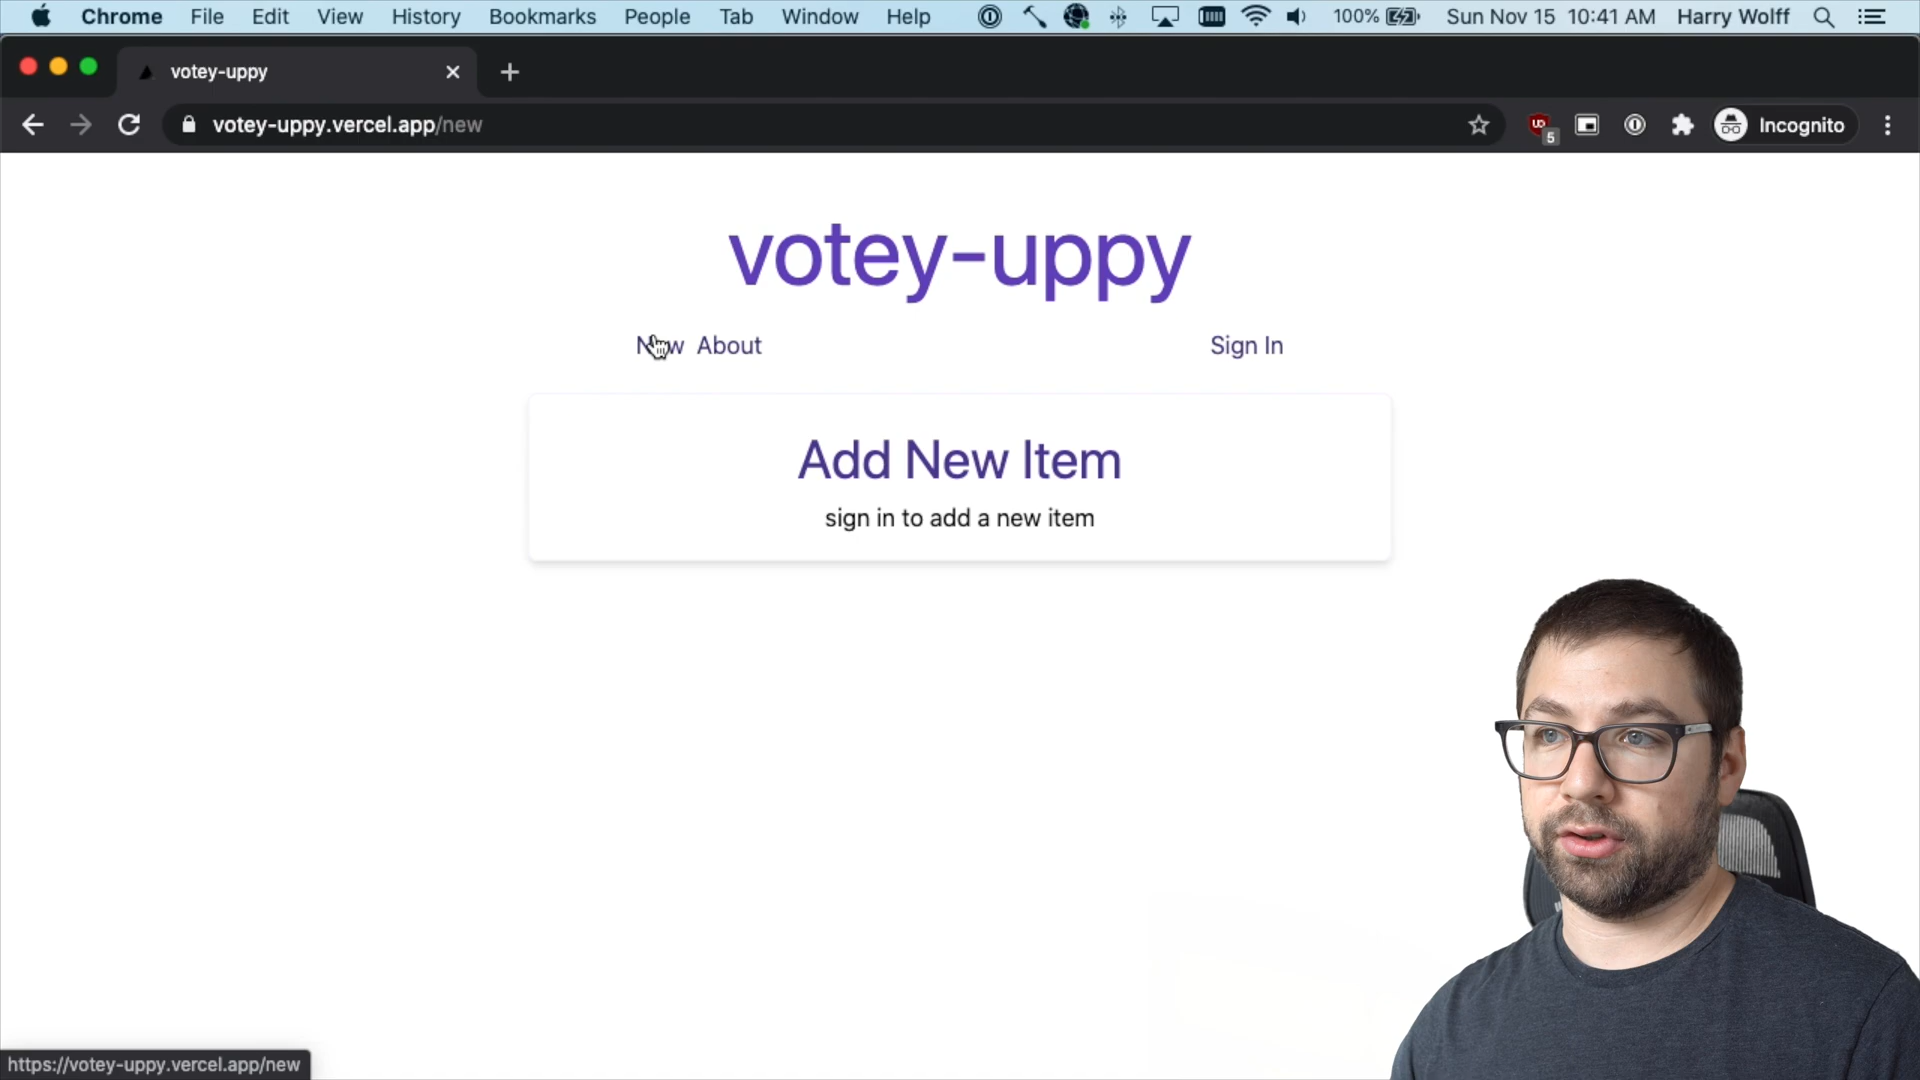 Chrome File Edit View History Bookmarks People Tab Window Help 100% Sun Nov 15 10:41 AM Harry Wolff
votey-uppy
votey-uppy.vercel.app/new 5 Incognito
votey-uppy
New About Sign In
Add New Item
sign in to add a new item
https://votey-uppy.vercel.app/new